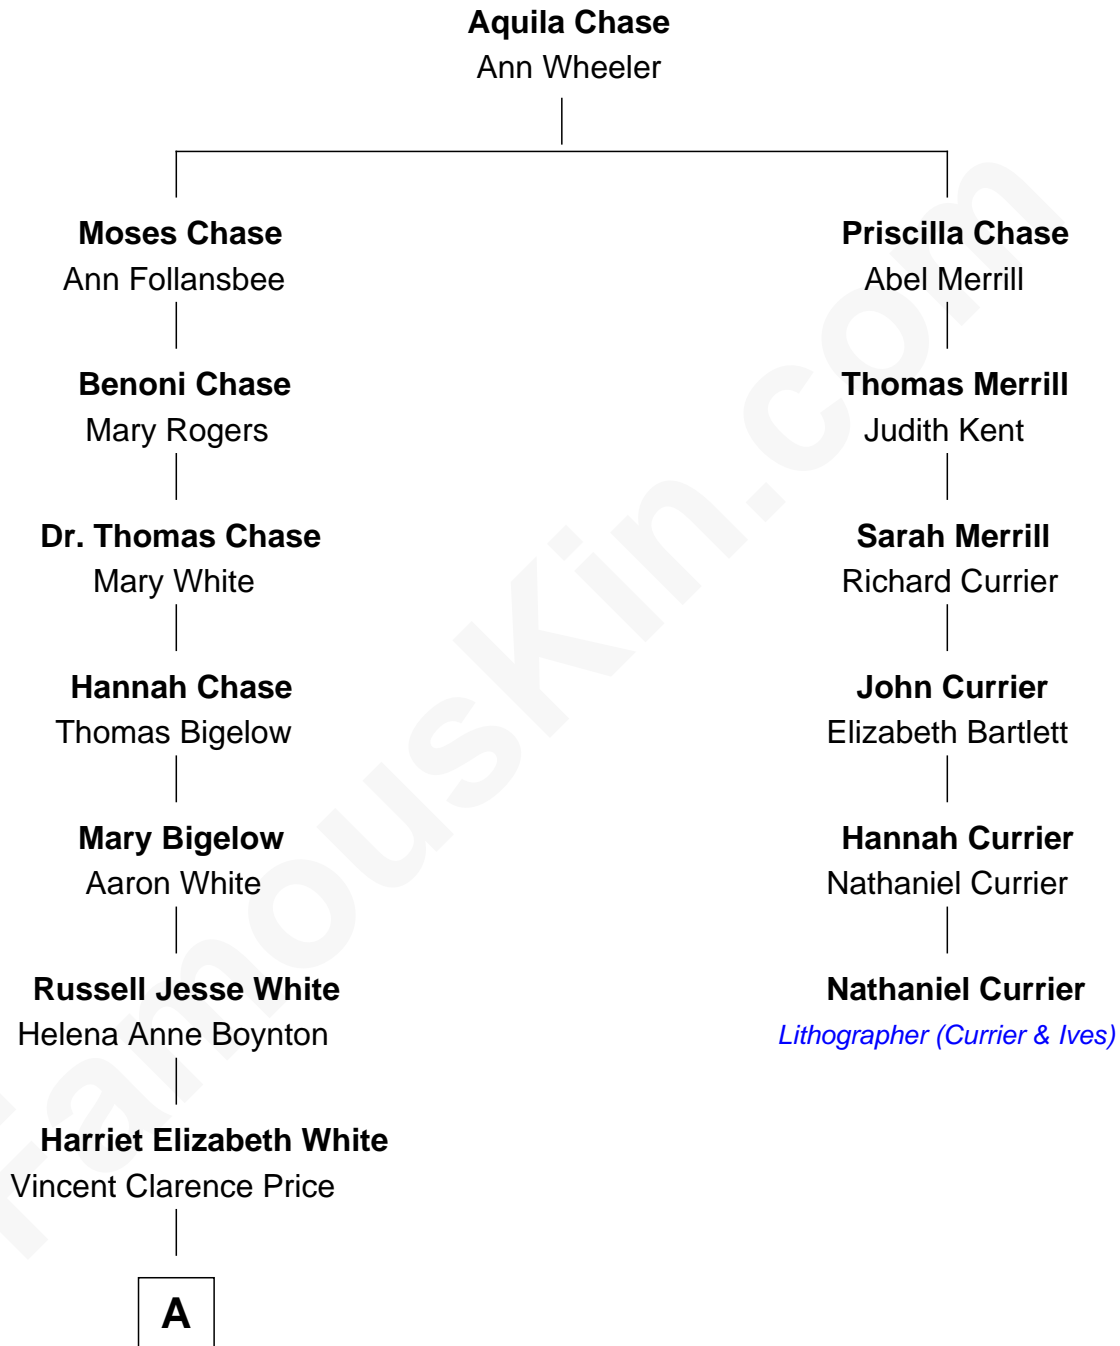 Aquila Chase
Ann Wheeler
Moses Chase
Ann Follansbee
Priscilla Chase
Abel Merrill
Benoni Chase
Mary Rogers
Thomas Merrill
Judith Kent
Dr. Thomas Chase
Mary White
Sarah Merrill
Richard Currier
Hannah Chase
Thomas Bigelow
John Currier
Elizabeth Bartlett
Mary Bigelow
Aaron White
Hannah Currier
Nathaniel Currier
Russell Jesse White
Helena Anne Boynton
Nathaniel Currier
Lithographer (Currier & Ives)
Harriet Elizabeth White
Vincent Clarence Price
A
FamousKin.com